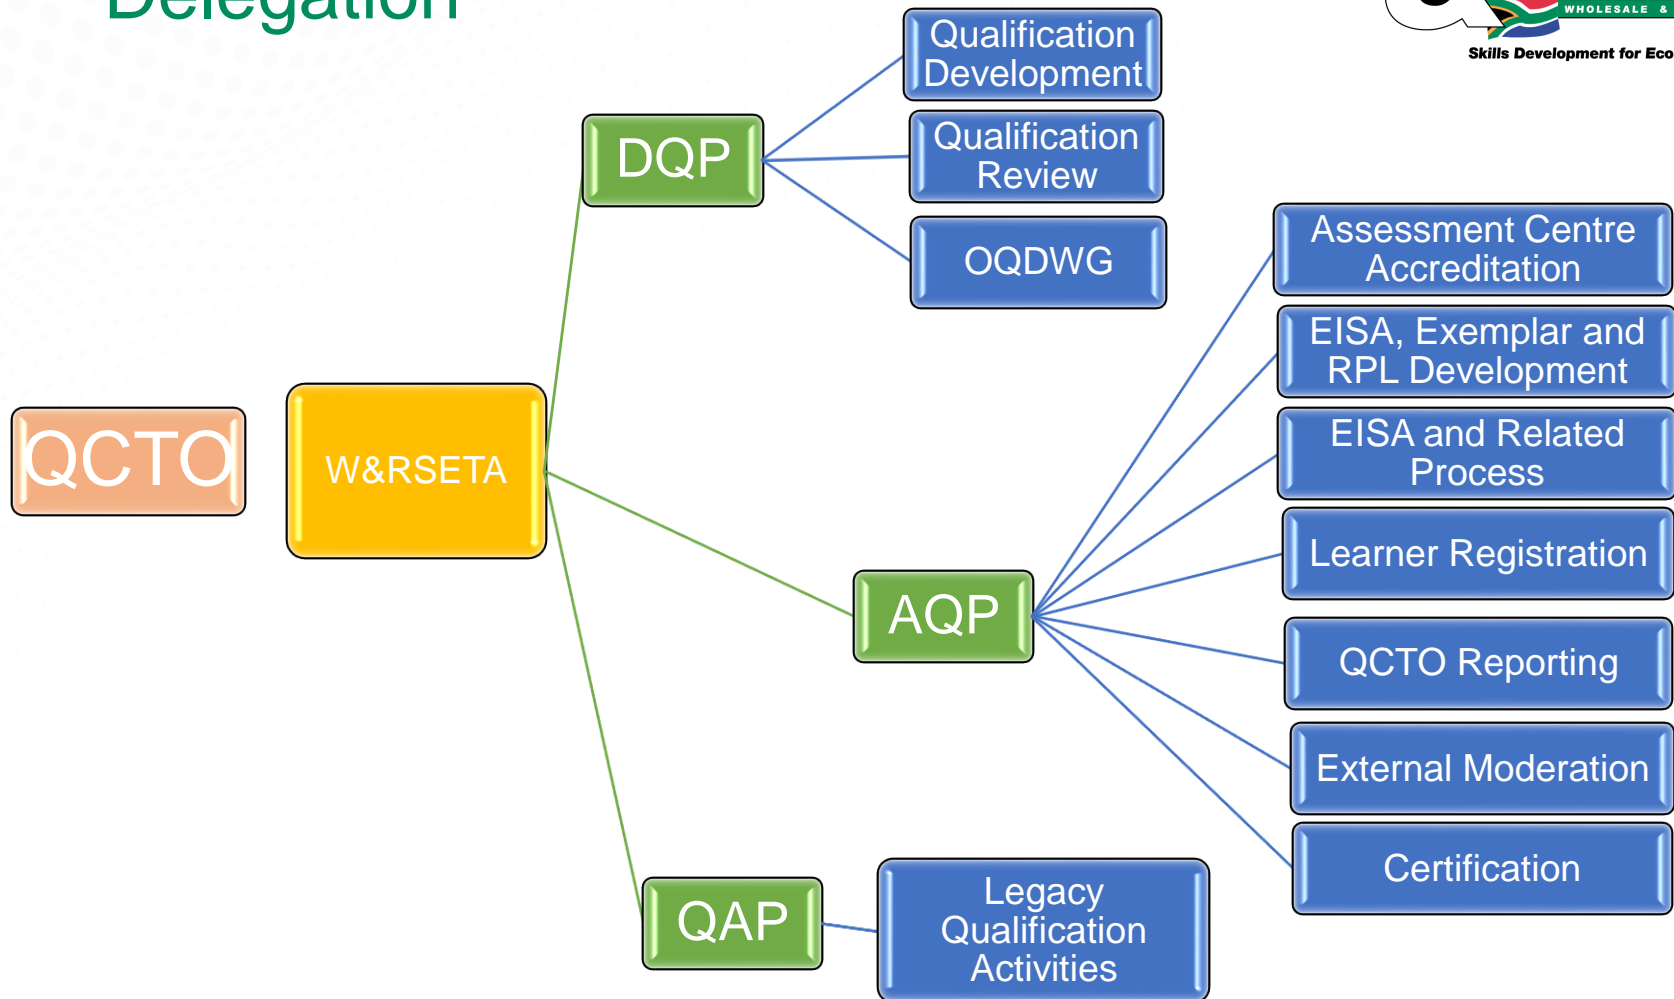 Delegation
WHOLESALE &
Skills Development for Eco
Qualification
Development
DQP
Qualification
Review
OQDWG
Assessment Centre
Accreditation
EISA, Exemplar and
RPL Development
EISA and Related
Process
QCTO
W&RSETA
Learner Registration
AQP
QCTO Reporting
External Moderation
Certification
QAP
Legacy
Qualification
Activities